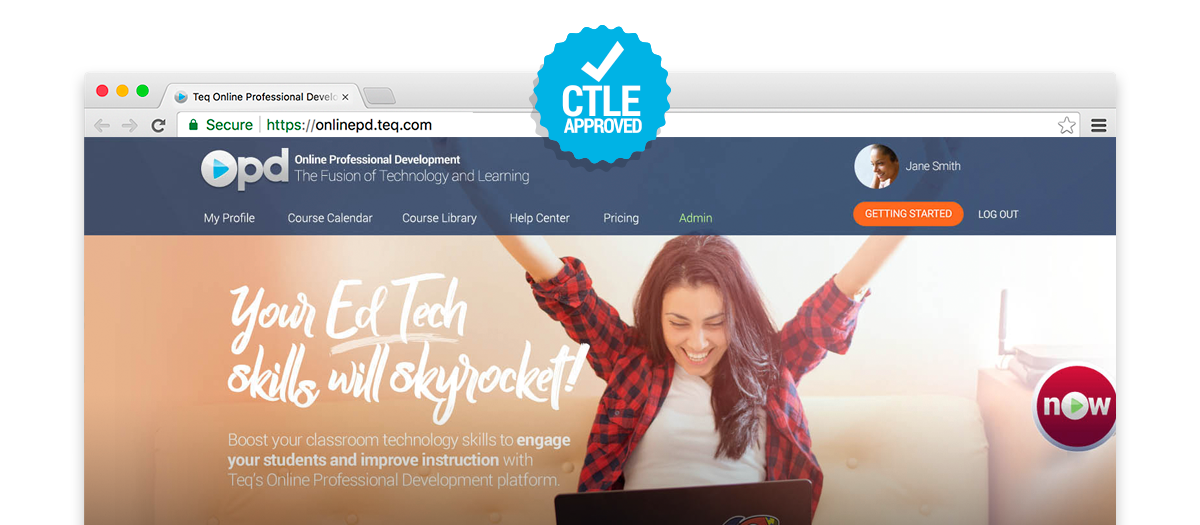 CTLE
APPROVED
Teq Online Professional Develo
Secure
https://onlinepd.teq.com
opd
Online Professional Development
The Fusion of Technology and Learning
Jane Smith
My Profile
Course Calendar
Course Library
Help Center
Pricing
Admin
GETTING STARTED
LOG OUT
Your Ed Tech
skills will skyrocket!
Boost your classroom technology skills to engage
your students and improve instruction with
Teq's Online Professional Development platform.
now